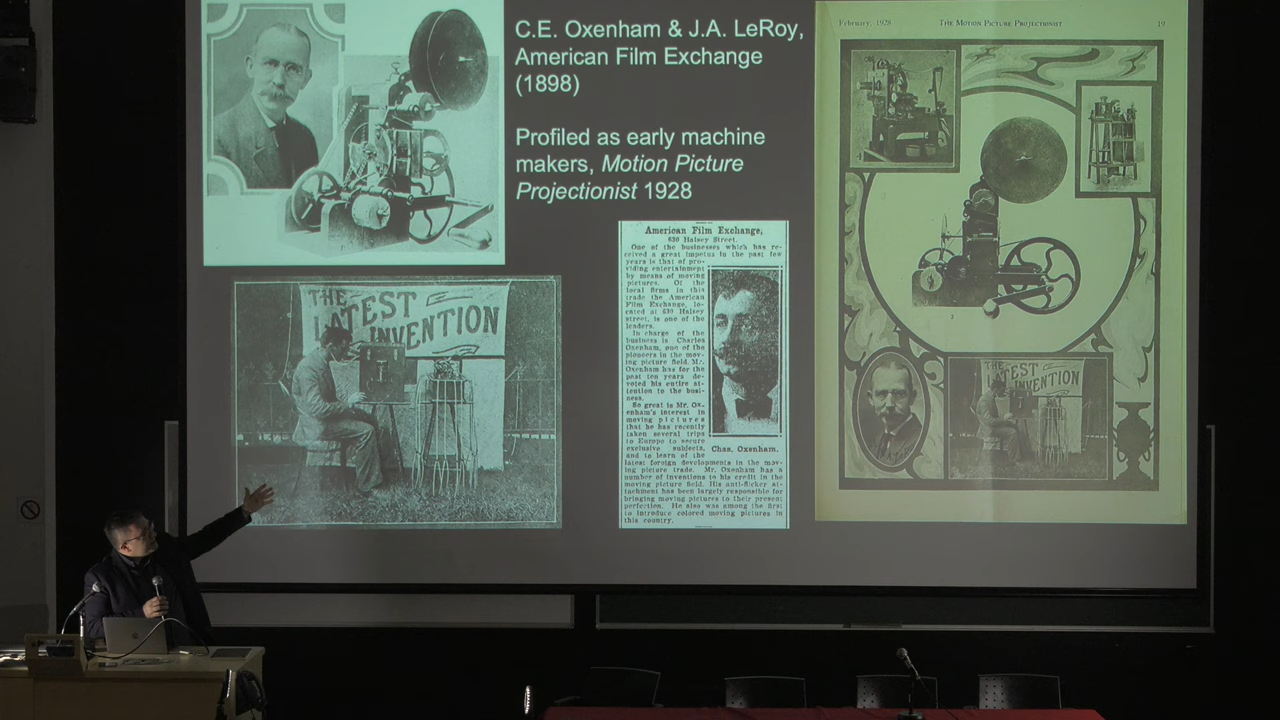 C.E. Oxenham & J.A. LeRoy,
American Film Exchange
(1898)
Profiled as early machine
makers, Motion Picture
Projectionist 1928
THE
LATEST
INVENTION
American Film Exchange,
630 Halsey Street.
One of the businesses which has re-
ceived a great impetus in the past few
years is that of pro-
viding entertainment
by means of moving
pictures. Of the
local firms in this
trade the American
Film Exchange, lo-
cated at 630 Halsey
street, is one of the
leaders.
In charge of the
business is Charles
Oxenham, one of the
pioneers in the mov-
ing picture field. Mr.
Oxenham has for the
past ten years de-
voted his entire at-
tention to the busi-
ness.
So great is Mr. Ox-
enham's interest in
moving pictures
that he has recently
taken several trips
to Europe to secure
exclusive subjects,
and to learn of the
latest foreign developments in the mov-
ing picture trade. Mr. Oxenham has a
number of inventions to his credit in the
moving picture field. His anti-flicker at-
tachment has been largely responsible for
bringing moving pictures to their present
perfection. He also was among the first
to introduce colored moving pictures in
this country.
Chas. Oxenham.
February, 1928 THE MOTION PICTURE PROJECTIONIST 19
THE
LATEST
INVENTION